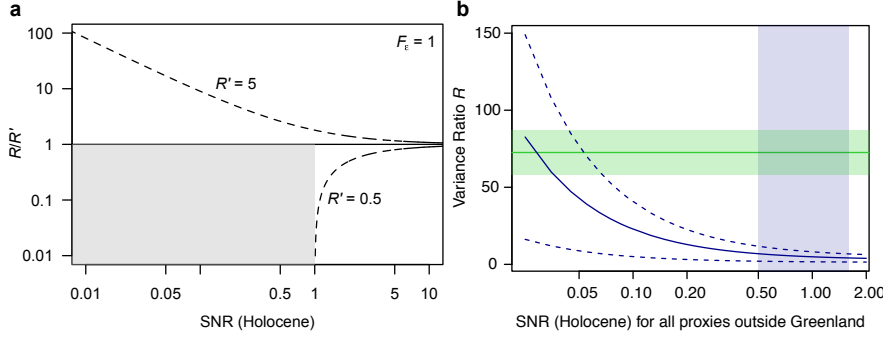 a
F_ε = 1
R' = 5
R' = 0.5
R/R'
100
10
1
0.1
0.01
0.01
0.05
0.5
1
5
10
SNR (Holocene)
b
Variance Ratio R
150
100
50
0
0.05
0.10
0.20
0.50
1.00
2.00
SNR (Holocene) for all proxies outside Greenland